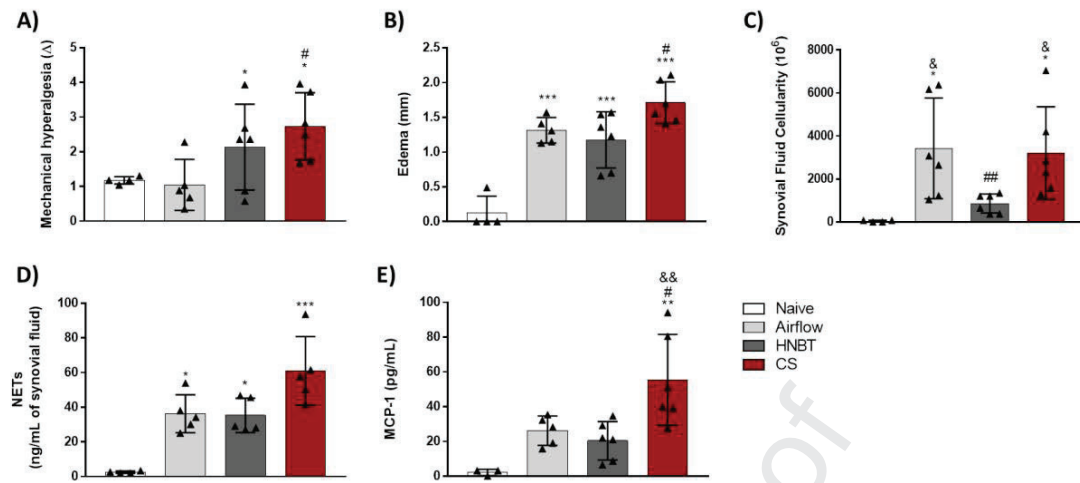 A)
Mechanical hyperalgesia (Δ)
5
4
3
2
1
0
*
#
*
B)
Edema (mm)
2.5
2.0
1.5
1.0
0.5
0.0
***
***
#
***
C)
Synovial Fluid Cellularity (10⁶)
8000
6000
4000
2000
0
&
*
##
&
*
D)
NETs
(ng/mL of synovial fluid)
100
80
60
40
20
0
*
*
***
E)
MCP-1 (pg/mL)
100
80
60
40
20
0
&&
#
**
Naive
Airflow
HNBT
CS
of